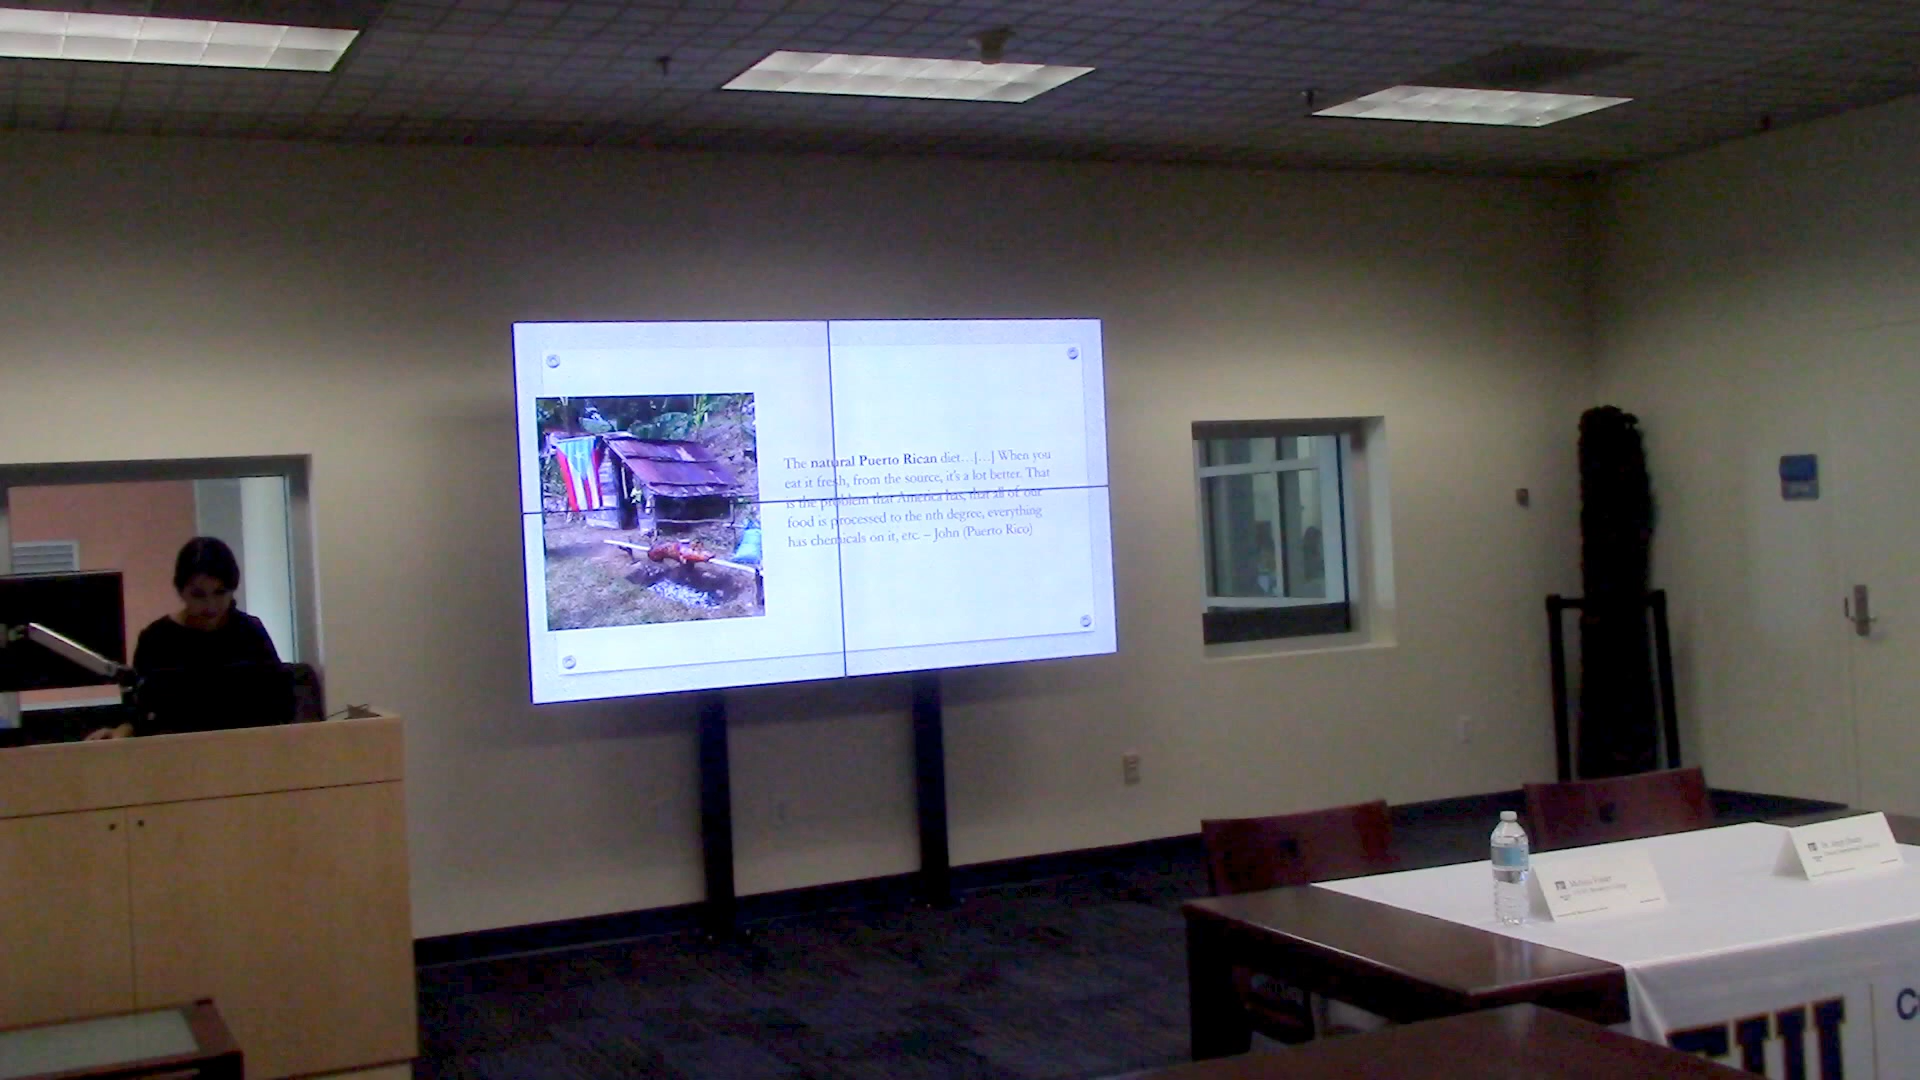 The natural Puerto Rican diet…[…] When you
eat it fresh, from the source, it's a lot better. That
is the problem that America has, that all of our
food is processed to the nth degree, everything
has chemicals on it, etc. – John (Puerto Rico)
FIU
C